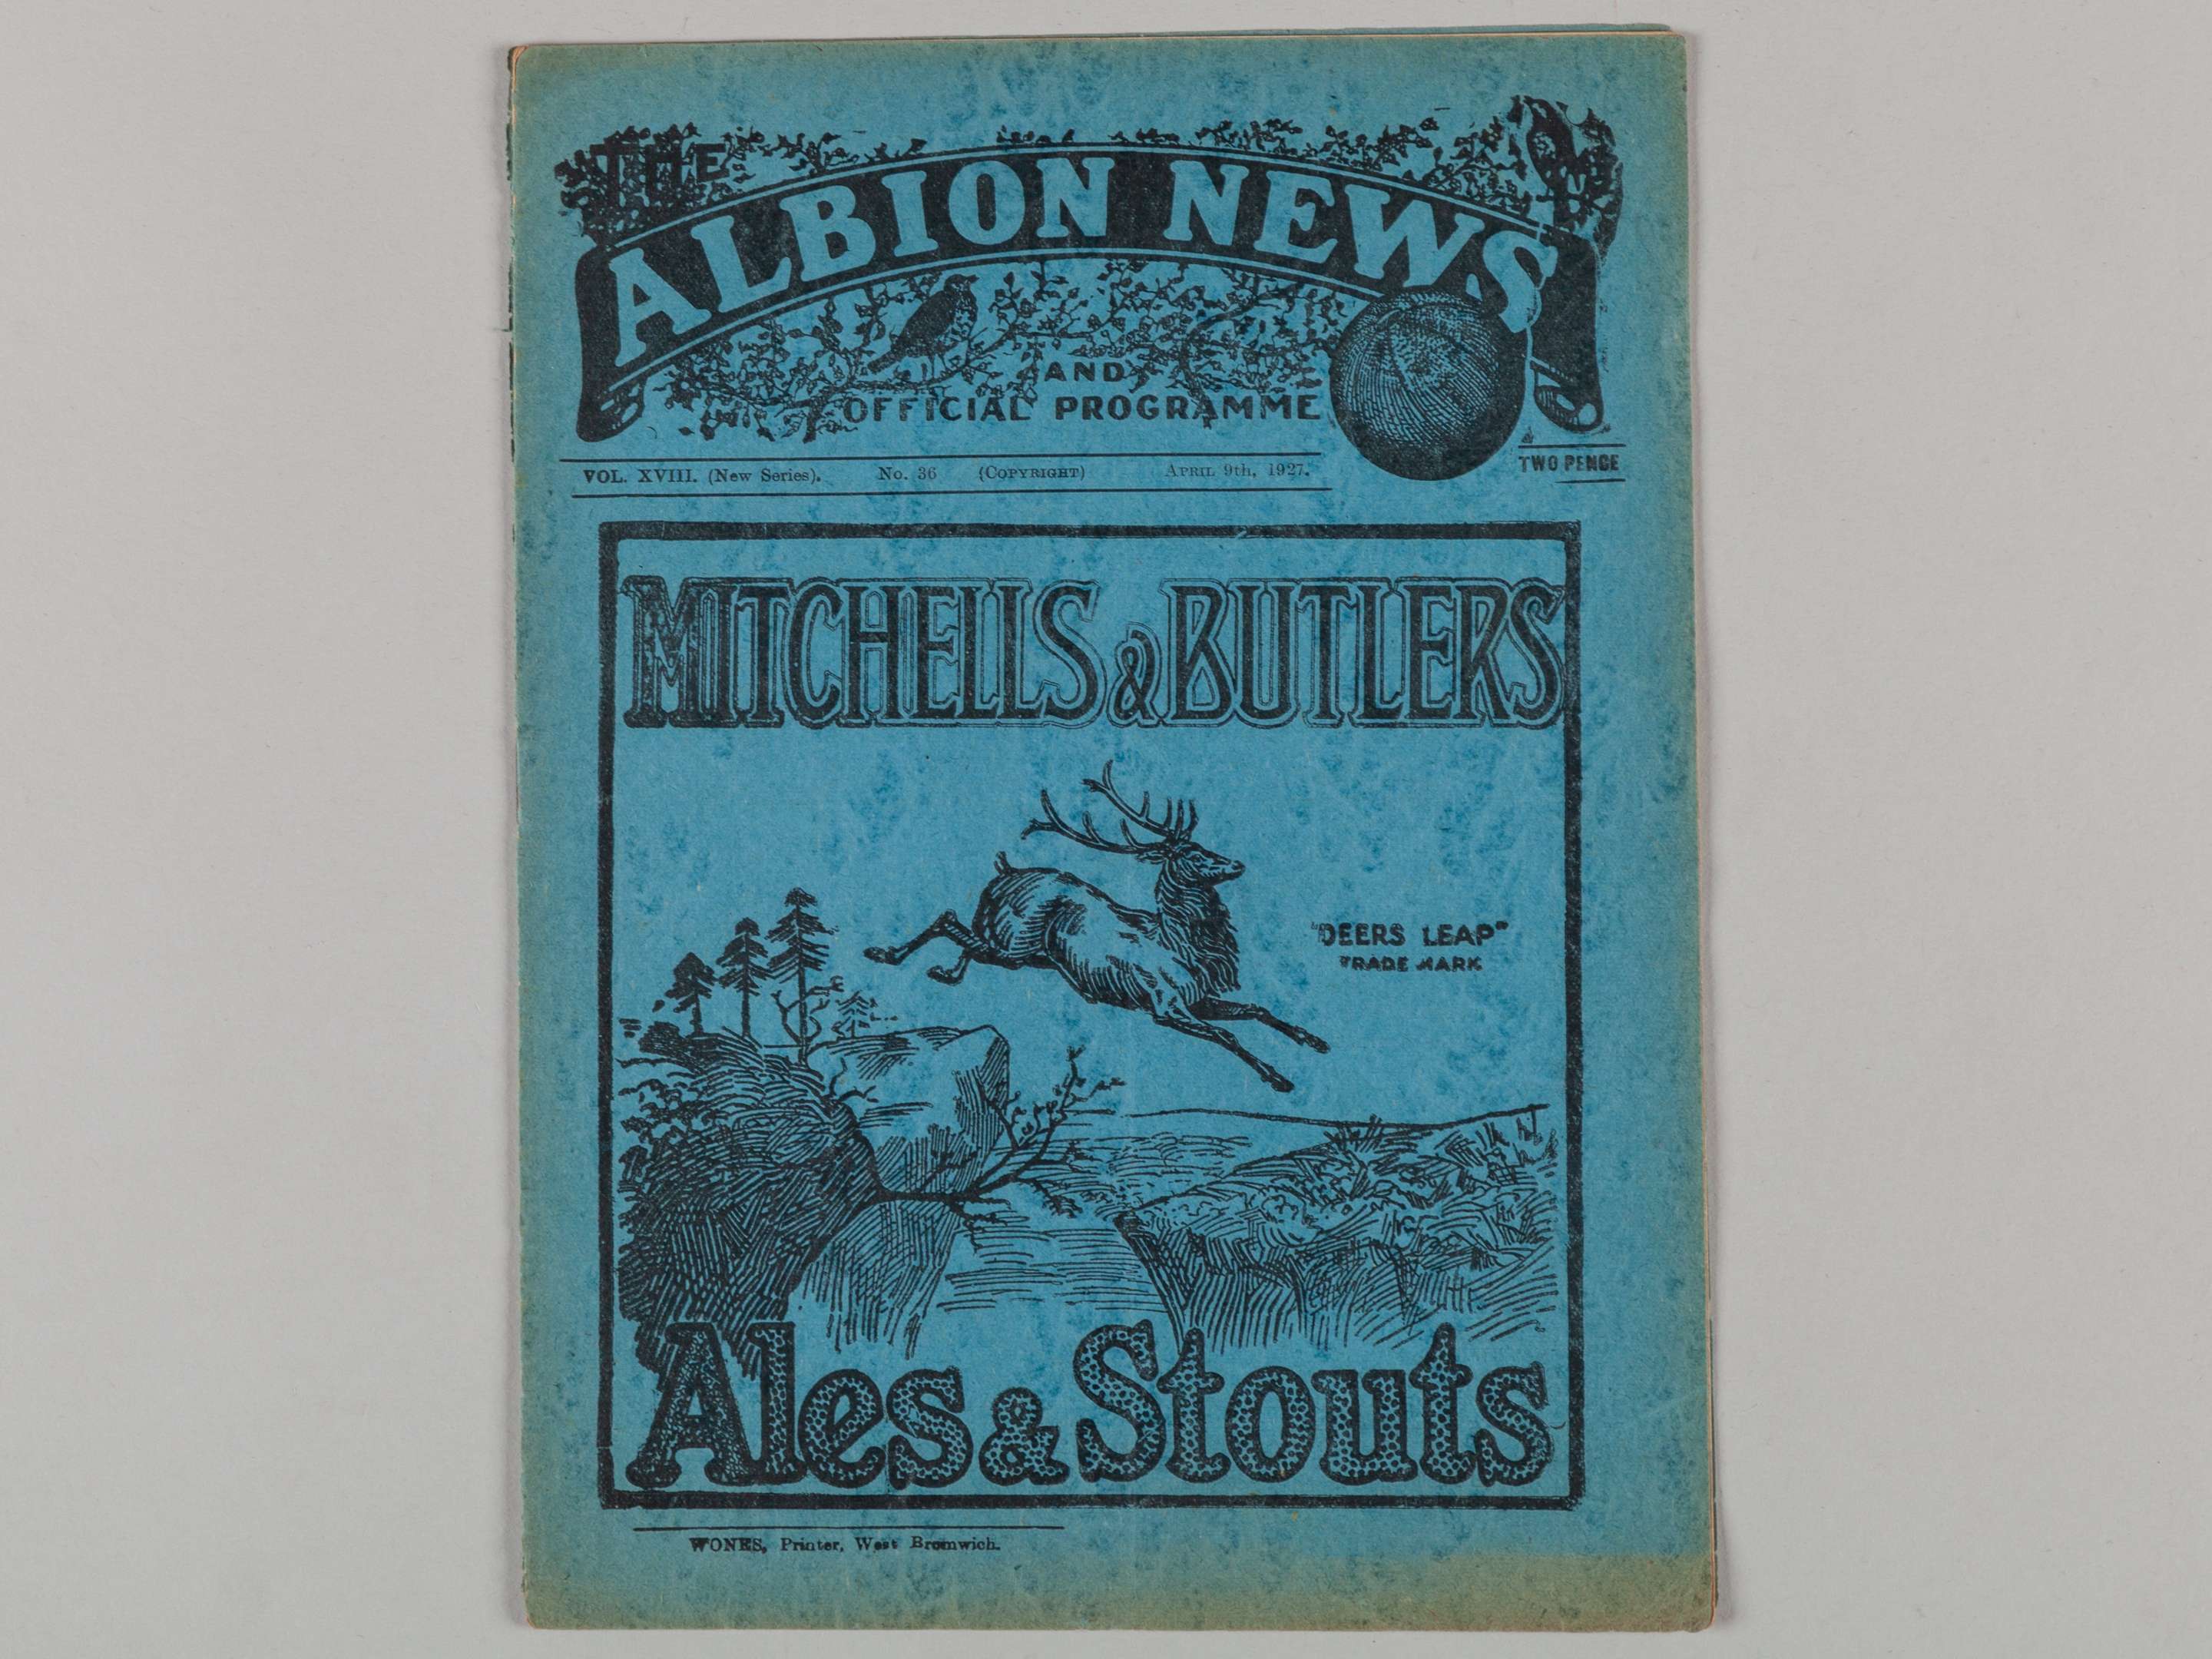 THE
ALBION NEWS
AND
OFFICIAL PROGRAMME
VOL. XVIII. (New Series). No. 36 (COPYRIGHT) APRIL 9th, 1927.
TWO PENCE
MITCHELLS & BUTLERS
"DEERS LEAP"
TRADE MARK
Ales & Stouts
WONES, Printer, West Bromwich.